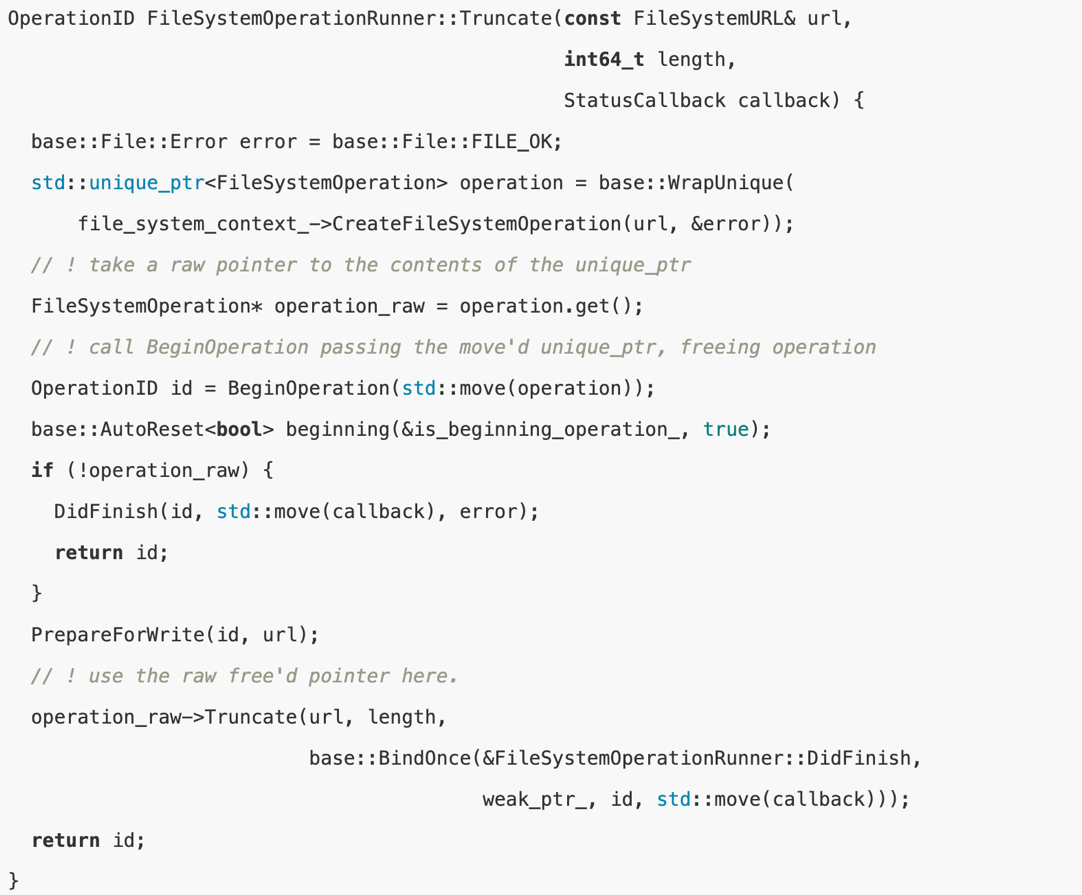 OperationID FileSystemOperationRunner::Truncate(const FileSystemURL& url,
int64_t length,
StatusCallback callback) {
base::File::Error error = base::File::FILE_OK;
std::unique_ptr<FileSystemOperation> operation = base::WrapUnique(
file_system_context_->CreateFileSystemOperation(url, &error));
// ! take a raw pointer to the contents of the unique_ptr
FileSystemOperation* operation_raw = operation.get();
// ! call BeginOperation passing the move'd unique_ptr, freeing operation
OperationID id = BeginOperation(std::move(operation));
base::AutoReset<bool> beginning(&is_beginning_operation_, true);
if (!operation_raw) {
DidFinish(id, std::move(callback), error);
return id;
}
PrepareForWrite(id, url);
// ! use the raw free'd pointer here.
operation_raw->Truncate(url, length,
base::BindOnce(&FileSystemOperationRunner::DidFinish,
weak_ptr_, id, std::move(callback)));
return id;
}